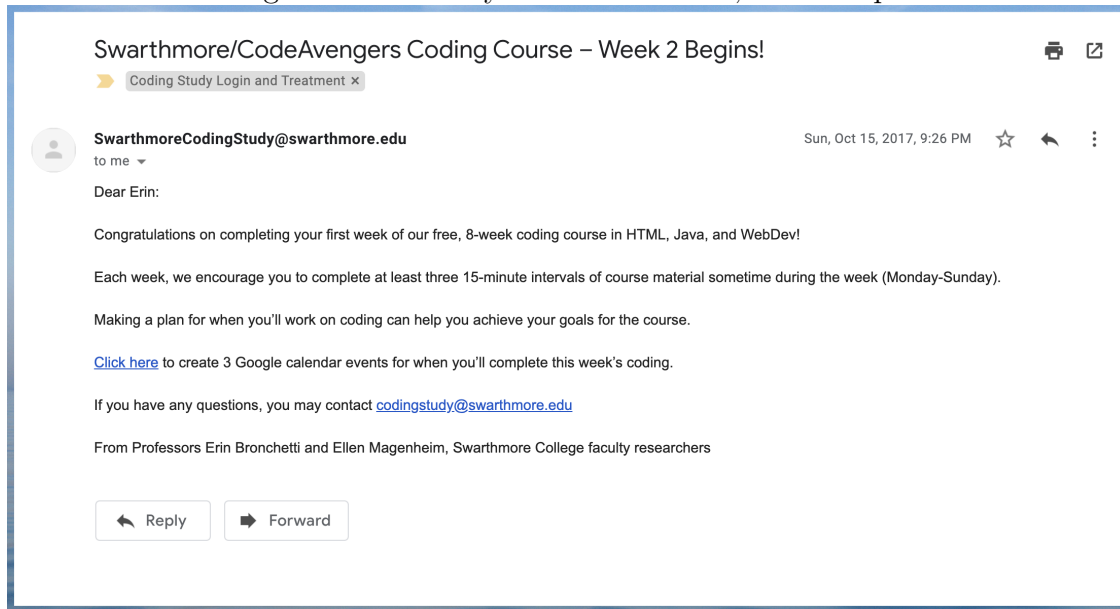 Swarthmore/CodeAvengers Coding Course – Week 2 Begins!
Coding Study Login and Treatment ×
SwarthmoreCodingStudy@swarthmore.edu
Sun, Oct 15, 2017, 9:26 PM
to me
Dear Erin:
Congratulations on completing your first week of our free, 8-week coding course in HTML, Java, and WebDev!
Each week, we encourage you to complete at least three 15-minute intervals of course material sometime during the week (Monday-Sunday).
Making a plan for when you’ll work on coding can help you achieve your goals for the course.
Click here to create 3 Google calendar events for when you’ll complete this week’s coding.
If you have any questions, you may contact codingstudy@swarthmore.edu
From Professors Erin Bronchetti and Ellen Magenheim, Swarthmore College faculty researchers
Reply
Forward